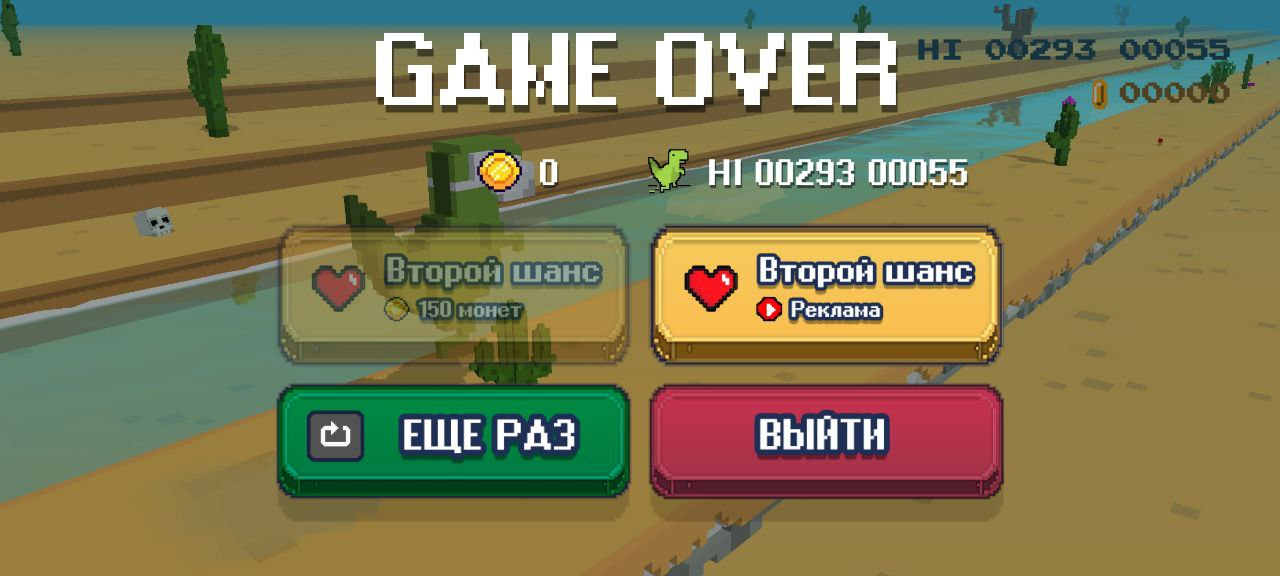 GAME OVER
HI 00293 00055
00000
0
HI 00293 00055
Второй шанс
150 монет
Второй шанс
Реклама
ЕЩЕ РАЗ
ВЫЙТИ